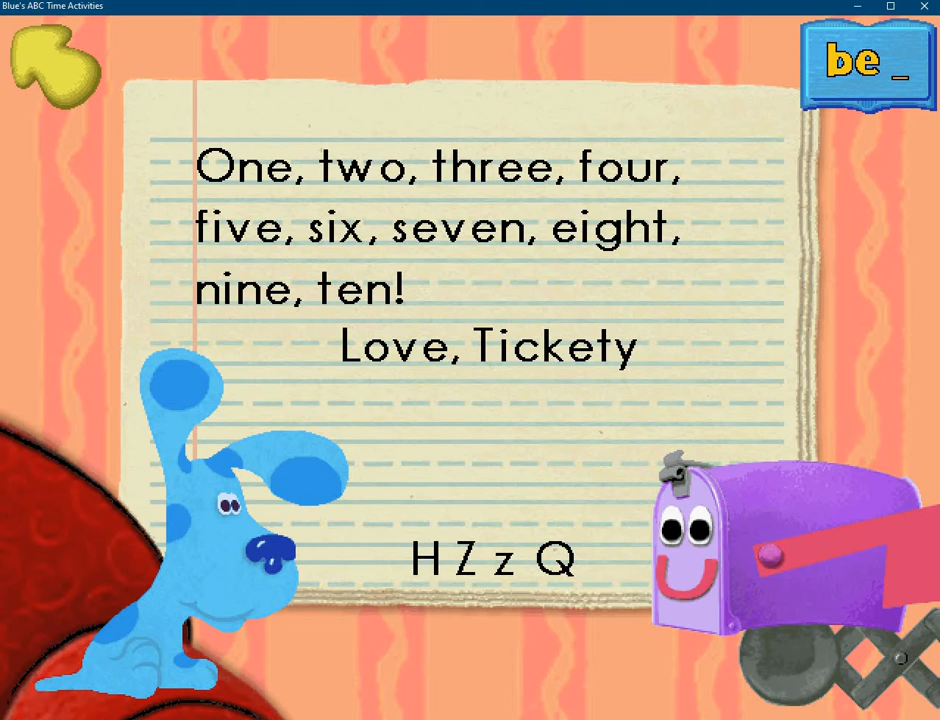 Blue's ABC Time Activities
be _
One, two, three, four,
five, six, seven, eight,
nine, ten!
Love, Tickety
H Z z Q